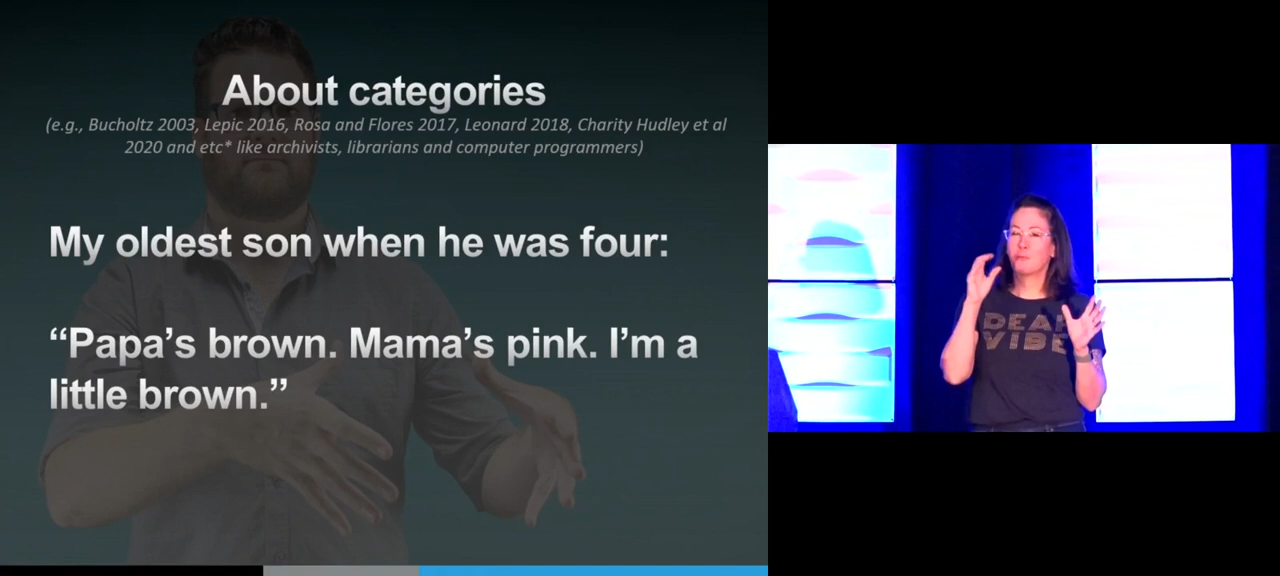 About categories
(e.g., Bucholtz 2003, Lepic 2016, Rosa and Flores 2017, Leonard 2018, Charity Hudley et al
2020 and etc* like archivists, librarians and computer programmers)
My oldest son when he was four:
“Papa’s brown. Mama’s pink. I’m a
little brown.”
DEAF
VIBE